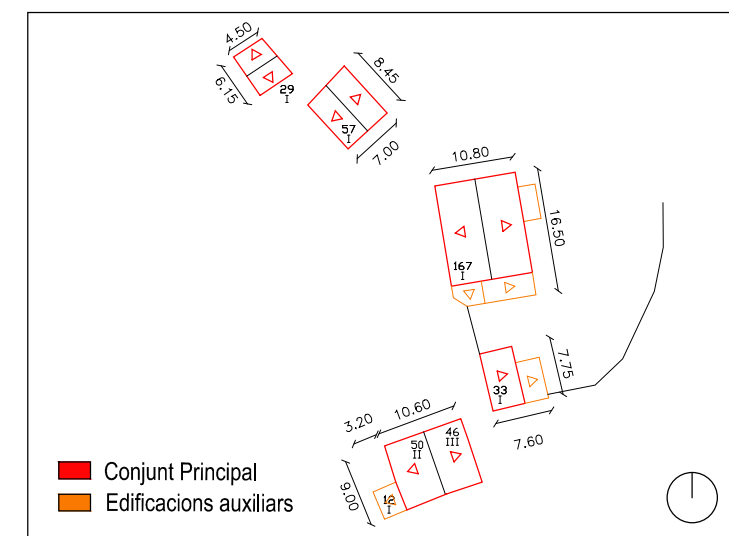 4.50
6.15
29
I
8.45
57
I
7.00
10.80
16.50
167
I
7.75
33
I
7.60
3.20
10.60
50
II
46
III
9.00
12
I
Conjunt Principal
Edificacions auxiliars